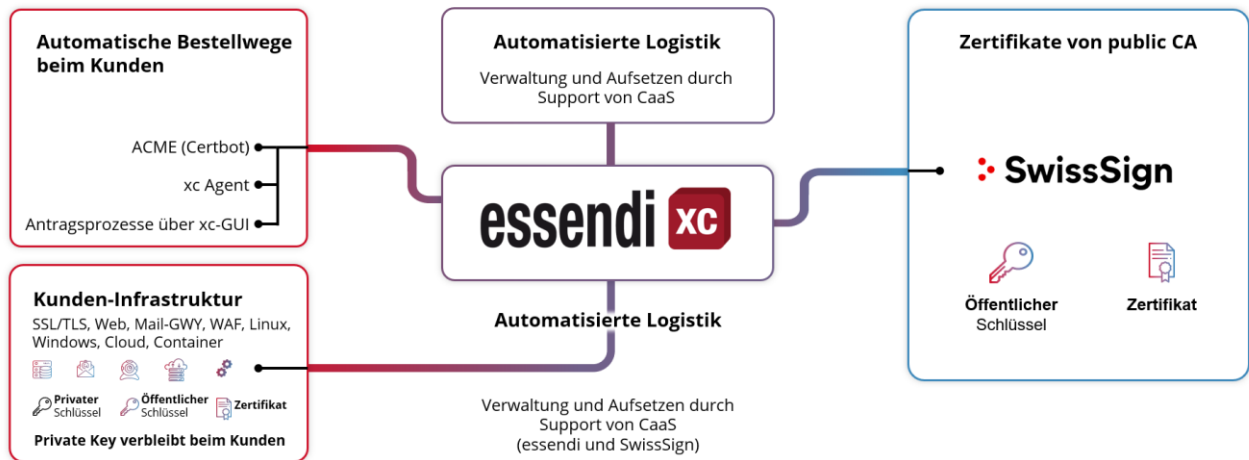 Automatische Bestellwege
beim Kunden
ACME (Certbot)
xc Agent
Antragsprozesse über xc-GUI
Kunden-Infrastruktur
SSL/TLS, Web, Mail-GWY, WAF, Linux,
Windows, Cloud, Container
Privater
Schlüssel
Öffentlicher
Schlüssel
Zertifikat
Private Key verbleibt beim Kunden
Automatisierte Logistik
Verwaltung und Aufsetzen durch
Support von CaaS
essendi xc
Automatisierte Logistik
Verwaltung und Aufsetzen durch
Support von CaaS
(essendi und SwissSign)
Zertifikate von public CA
SwissSign
Öffentlicher
Schlüssel
Zertifikat